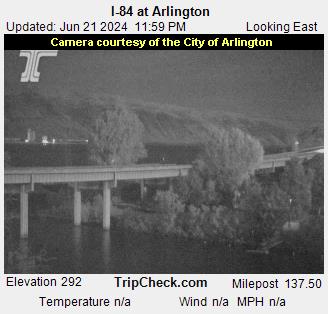 I-84 at Arlington
Updated: Jun 21 2024 11:59 PM Looking East
Camera courtesy of the City of Arlington
Elevation 292 TripCheck.com Milepost 137.50
Temperature n/a Wind n/a MPH n/a